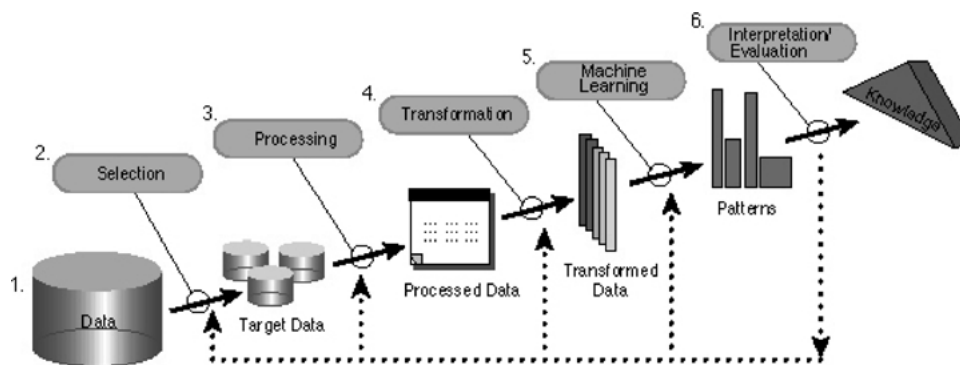 6.
Interpretation/
Evaluation
5.
Machine
Learning
Knowledge
4.
Transformation
3.
Processing
2.
Selection
Patterns
Transformed
Data
Processed Data
1.
Data
Target Data